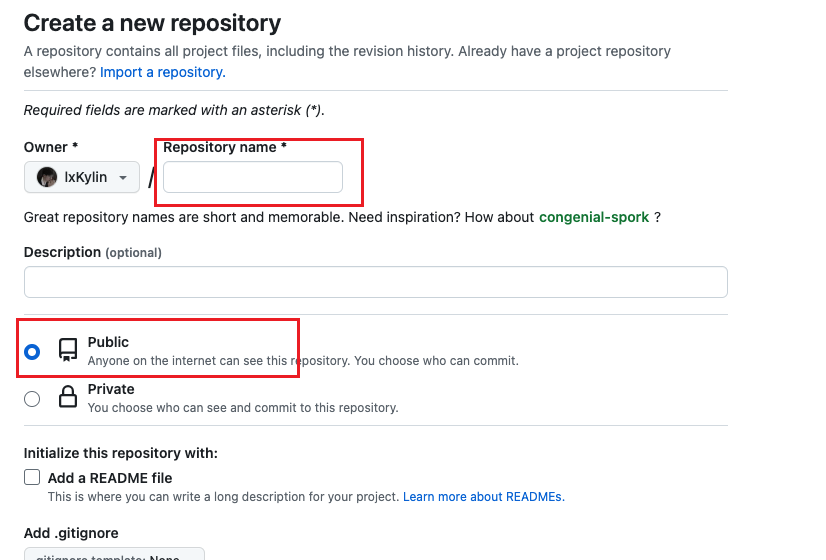 Create a new repository
A repository contains all project files, including the revision history. Already have a project repository
elsewhere? Import a repository.
Required fields are marked with an asterisk (*).
Owner * Repository name *
lxKylin /
Great repository names are short and memorable. Need inspiration? How about congenial-spork ?
Description (optional)
Public
Anyone on the internet can see this repository. You choose who can commit.
Private
You choose who can see and commit to this repository.
Initialize this repository with:
Add a README file
This is where you can write a long description for your project. Learn more about READMEs.
Add .gitignore
.gitignore template: None